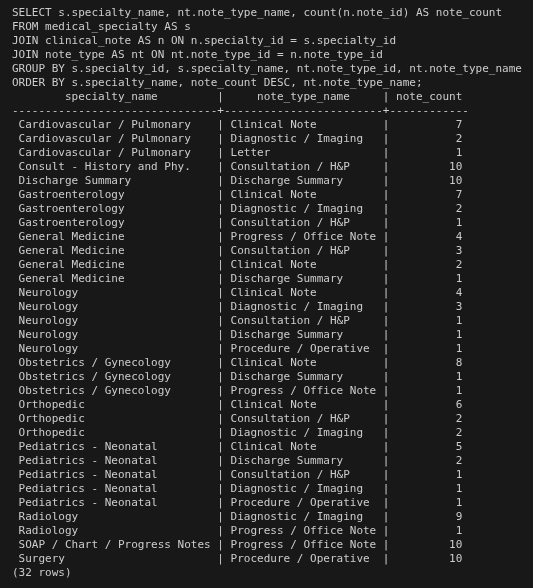 SELECT s.specialty_name, nt.note_type_name, count(n.note_id) AS note_count
FROM medical_specialty AS s
JOIN clinical_note AS n ON n.specialty_id = s.specialty_id
JOIN note_type AS nt ON nt.note_type_id = n.note_type_id
GROUP BY s.specialty_id, s.specialty_name, nt.note_type_id, nt.note_type_name
ORDER BY s.specialty_name, note_count DESC, nt.note_type_name;
        specialty_name         |     note_type_name     | note_count
-------------------------------+------------------------+------------
 Cardiovascular / Pulmonary    | Clinical Note          |          7
 Cardiovascular / Pulmonary    | Diagnostic / Imaging   |          2
 Cardiovascular / Pulmonary    | Letter                 |          1
 Consult - History and Phy.    | Consultation / H&P     |         10
 Discharge Summary             | Discharge Summary      |         10
 Gastroenterology              | Clinical Note          |          7
 Gastroenterology              | Diagnostic / Imaging   |          2
 Gastroenterology              | Consultation / H&P     |          1
 General Medicine              | Progress / Office Note |          4
 General Medicine              | Consultation / H&P     |          3
 General Medicine              | Clinical Note          |          2
 General Medicine              | Discharge Summary      |          1
 Neurology                     | Clinical Note          |          4
 Neurology                     | Diagnostic / Imaging   |          3
 Neurology                     | Consultation / H&P     |          1
 Neurology                     | Discharge Summary      |          1
 Neurology                     | Procedure / Operative  |          1
 Obstetrics / Gynecology       | Clinical Note          |          8
 Obstetrics / Gynecology       | Discharge Summary      |          1
 Obstetrics / Gynecology       | Progress / Office Note |          1
 Orthopedic                    | Clinical Note          |          6
 Orthopedic                    | Consultation / H&P     |          2
 Orthopedic                    | Diagnostic / Imaging   |          2
 Pediatrics - Neonatal         | Clinical Note          |          5
 Pediatrics - Neonatal         | Discharge Summary      |          2
 Pediatrics - Neonatal         | Consultation / H&P     |          1
 Pediatrics - Neonatal         | Diagnostic / Imaging   |          1
 Pediatrics - Neonatal         | Procedure / Operative  |          1
 Radiology                     | Diagnostic / Imaging   |          9
 Radiology                     | Progress / Office Note |          1
 SOAP / Chart / Progress Notes | Progress / Office Note |         10
 Surgery                       | Procedure / Operative  |         10
(32 rows)